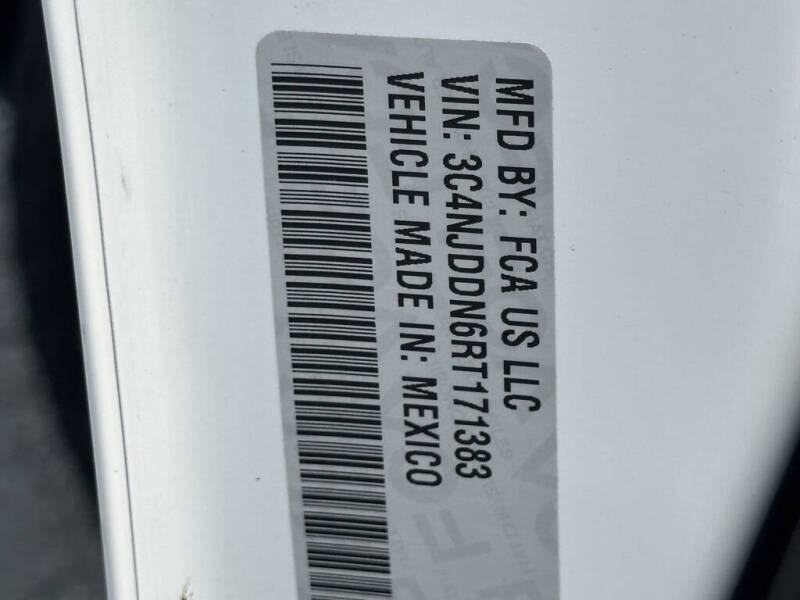 MFD BY: FCA US LLC
VIN: 3C4NJDDN6RT171383
VEHICLE MADE IN: MEXICO